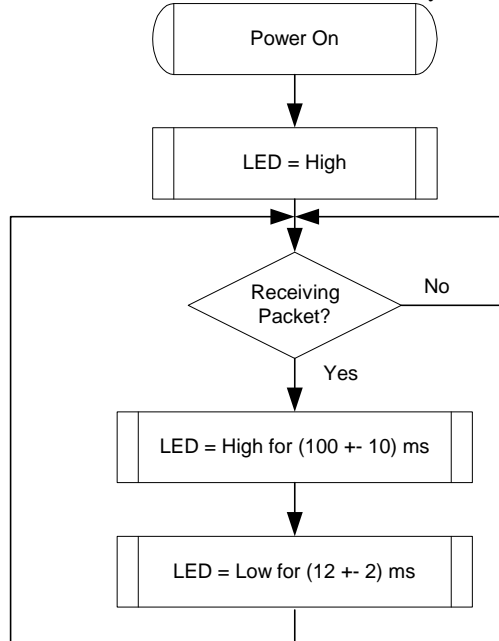 Power On
LED = High
Receiving
Packet?
No
Yes
LED = High for (100 +- 10) ms
LED = Low for (12 +- 2) ms